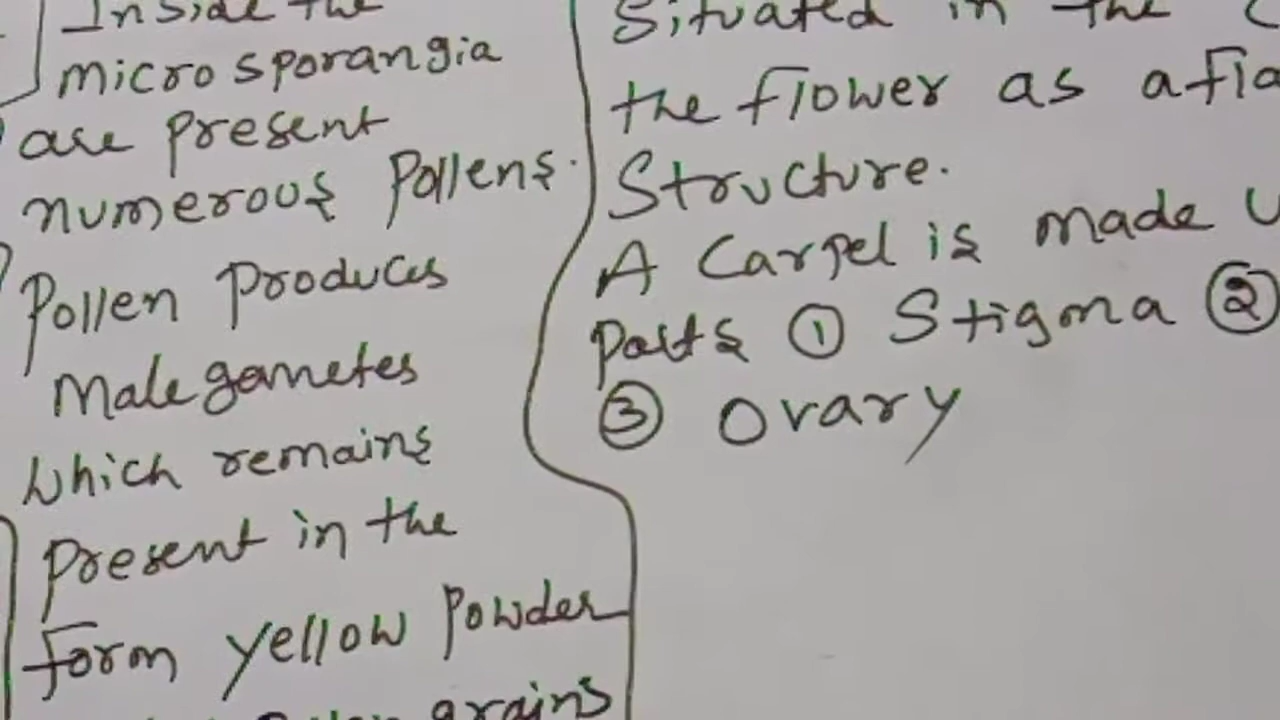 Inside the
microsporangia
are present
numerous Pollens.
Pollen Produces
Male gametes
which remains
Present in the
form yellow Powder
grains
Situated in the
the flower as a
Structure.
A Carpel is made
Parts ① Stigma ②
③ Ovary